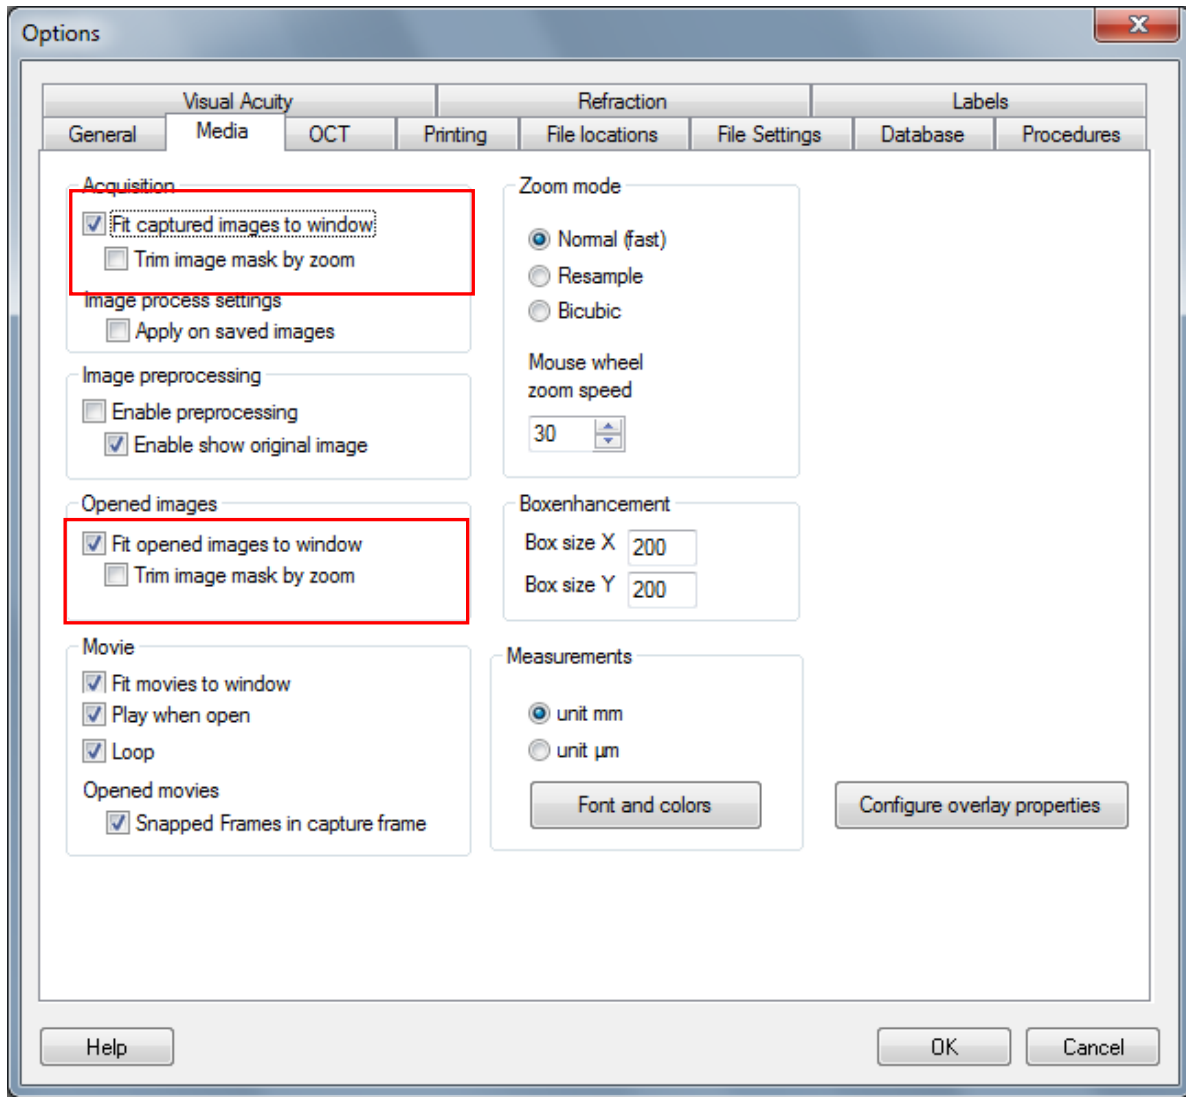 Options
Visual Acuity
Refraction
Labels
General
Media
OCT
Printing
File locations
File Settings
Database
Procedures
Acquisition
Fit captured images to window
Trim image mask by zoom
Image process settings
Apply on saved images
Image preprocessing
Enable preprocessing
Enable show original image
Opened images
Fit opened images to window
Trim image mask by zoom
Movie
Fit movies to window
Play when open
Loop
Opened movies
Snapped Frames in capture frame
Zoom mode
Normal (fast)
Resample
Bicubic
Mouse wheel
zoom speed
30
Boxenhancement
Box size X 200
Box size Y 200
Measurements
unit mm
unit µm
Font and colors
Configure overlay properties
Help
OK
Cancel